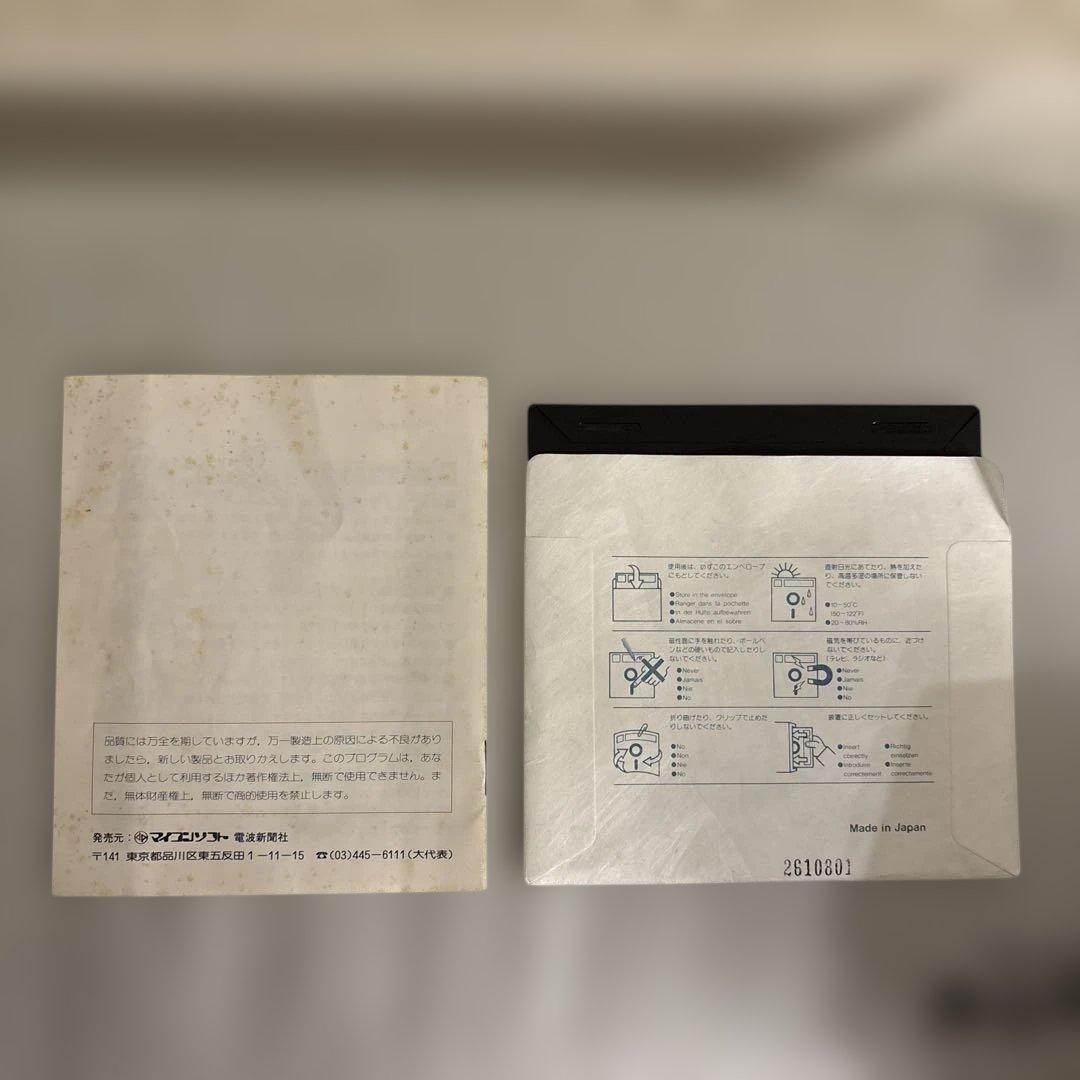 品質には万全を期していますが，万一製造上の原因による不良があり
ましたら，新しい製品とお取りかえします。このプログラムは，あな
たが個人として利用するほか著作権法上，無断で使用できません。ま
た，無体財産権上，無断で商的使用を禁止します。
発売元：マイコンソフト 電波新聞社
〒141 東京都品川区東五反田1－11－15 ☎(03)445－6111(大代表)
使用後は、必ずこのエンベロープ
にもどしてください。
●Store in the envelope
●Ranger dans la pochette
●In der Hülle aufbewahren
●Almacene en el sobre
直射日光にあてたり、熱を加えた
り、高温多湿の場所に保管しない
でください。
●10－50℃
(50－122°F)
●20－80%RH
磁性面に手を触れたり、ボールペ
ンなどの硬いもので記入したりし
ないでください。
●Never
●Jamais
●Nie
●No
磁気を帯びているものに、近づけ
ないでください。
(テレビ、ラジオなど)
●Never
●Jamais
●Nie
●No
折り曲げたり、クリップで止めた
りしないでください。
●No
●Non
●Nie
●No
装置に正しくセットしてください。
●Insert
correctly
●Introduire
correctement
●Richtig
einsetzen
●Inserte
correctamente
Made in Japan
2610801